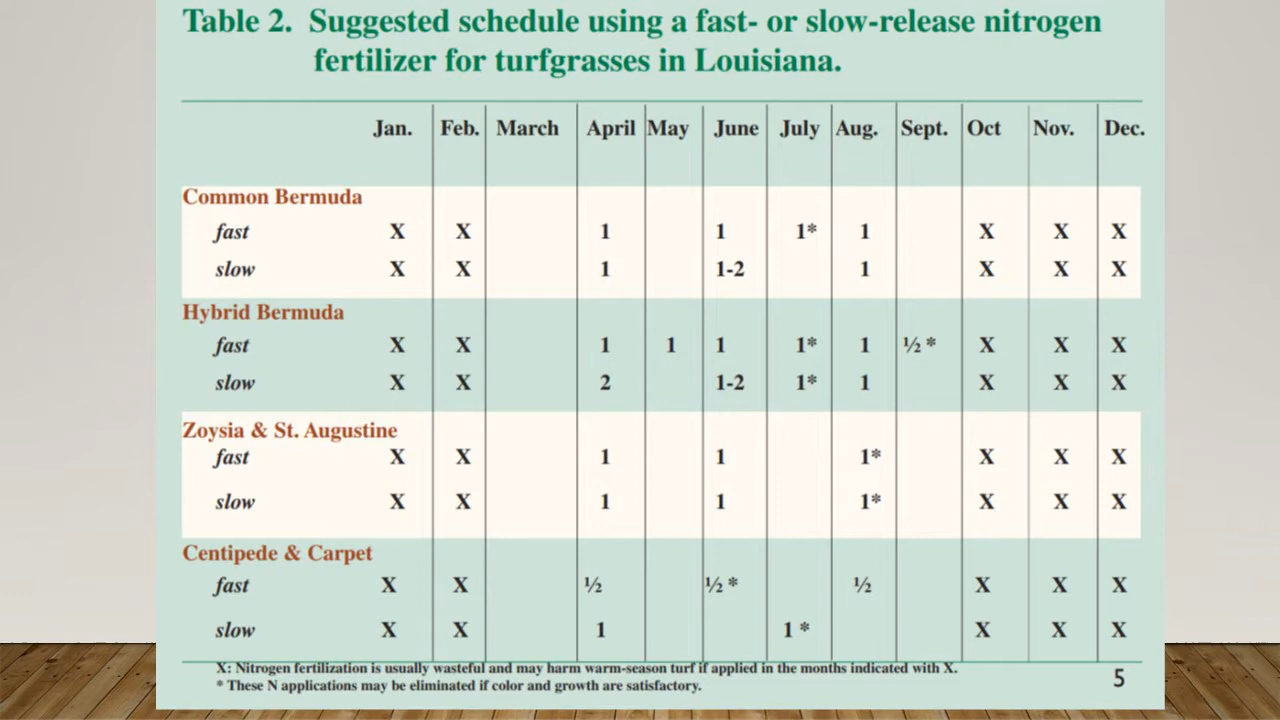 Table 2. Suggested schedule using a fast- or slow-release nitrogen
fertilizer for turfgrasses in Louisiana.
Jan. Feb. March April May June July Aug. Sept. Oct Nov. Dec.
Common Bermuda
fast X X 1 1 1* 1 X X X
slow X X 1 1-2 1 X X X
Hybrid Bermuda
fast X X 1 1 1 1* 1 ½ * X X X
slow X X 2 1-2 1* 1 X X X
Zoysia & St. Augustine
fast X X 1 1 1* X X X
slow X X 1 1 1* X X X
Centipede & Carpet
fast X X ½ ½ * ½ X X X
slow X X 1 1 * X X X
X: Nitrogen fertilization is usually wasteful and may harm warm-season turf if applied in the months indicated with X.
* These N applications may be eliminated if color and growth are satisfactory.
5